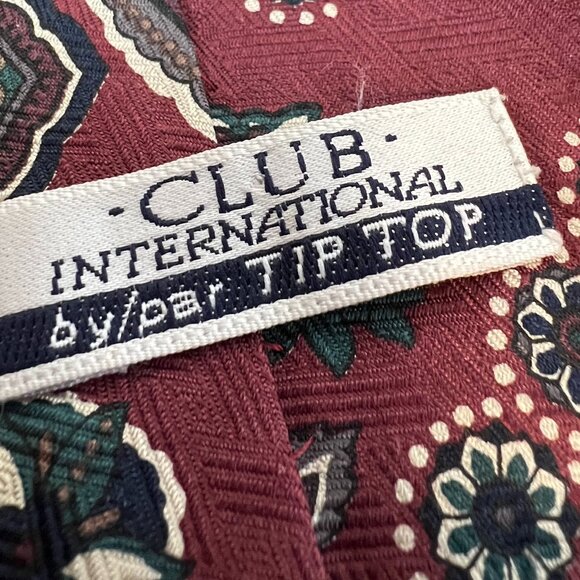 ·CLUB·
INTERNATIONAL
by/par TIP TOP